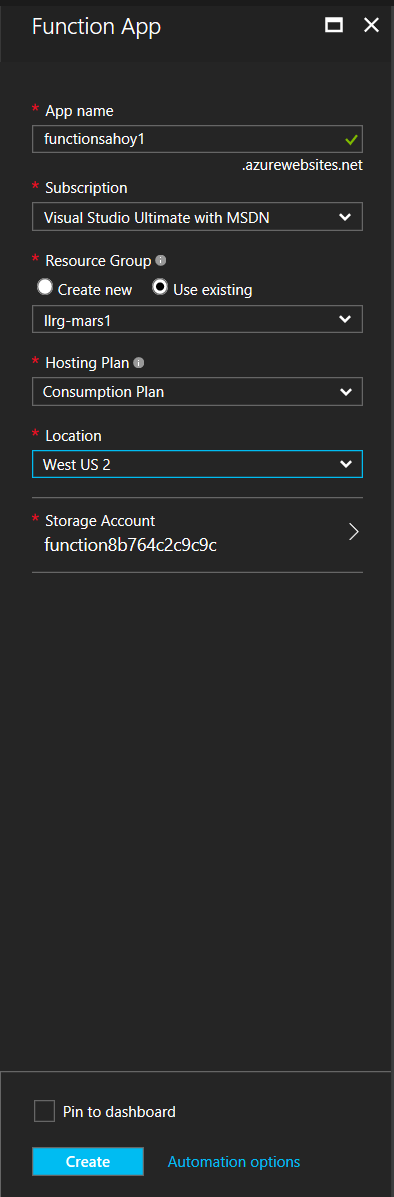 Function App
* App name
functionsahoy1
.azurewebsites.net
* Subscription
Visual Studio Ultimate with MSDN
* Resource Group
Create new Use existing
llrg-mars1
* Hosting Plan
Consumption Plan
* Location
West US 2
* Storage Account
function8b764c2c9c9c
Pin to dashboard
Create Automation options